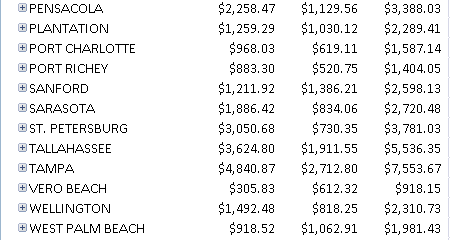 PENSACOLA $2,258.47 $1,129.56 $3,388.03
PLANTATION $1,259.29 $1,030.12 $2,289.41
PORT CHARLOTTE $968.03 $619.11 $1,587.14
PORT RICHEY $883.30 $520.75 $1,404.05
SANFORD $1,211.92 $1,386.21 $2,598.13
SARASOTA $1,886.42 $834.06 $2,720.48
ST. PETERSBURG $3,050.68 $730.35 $3,781.03
TALLAHASSEE $3,624.80 $1,911.55 $5,536.35
TAMPA $4,840.87 $2,712.80 $7,553.67
VERO BEACH $305.83 $612.32 $918.15
WELLINGTON $1,492.48 $818.25 $2,310.73
WEST PALM BEACH $918.52 $1,062.91 $1,981.43